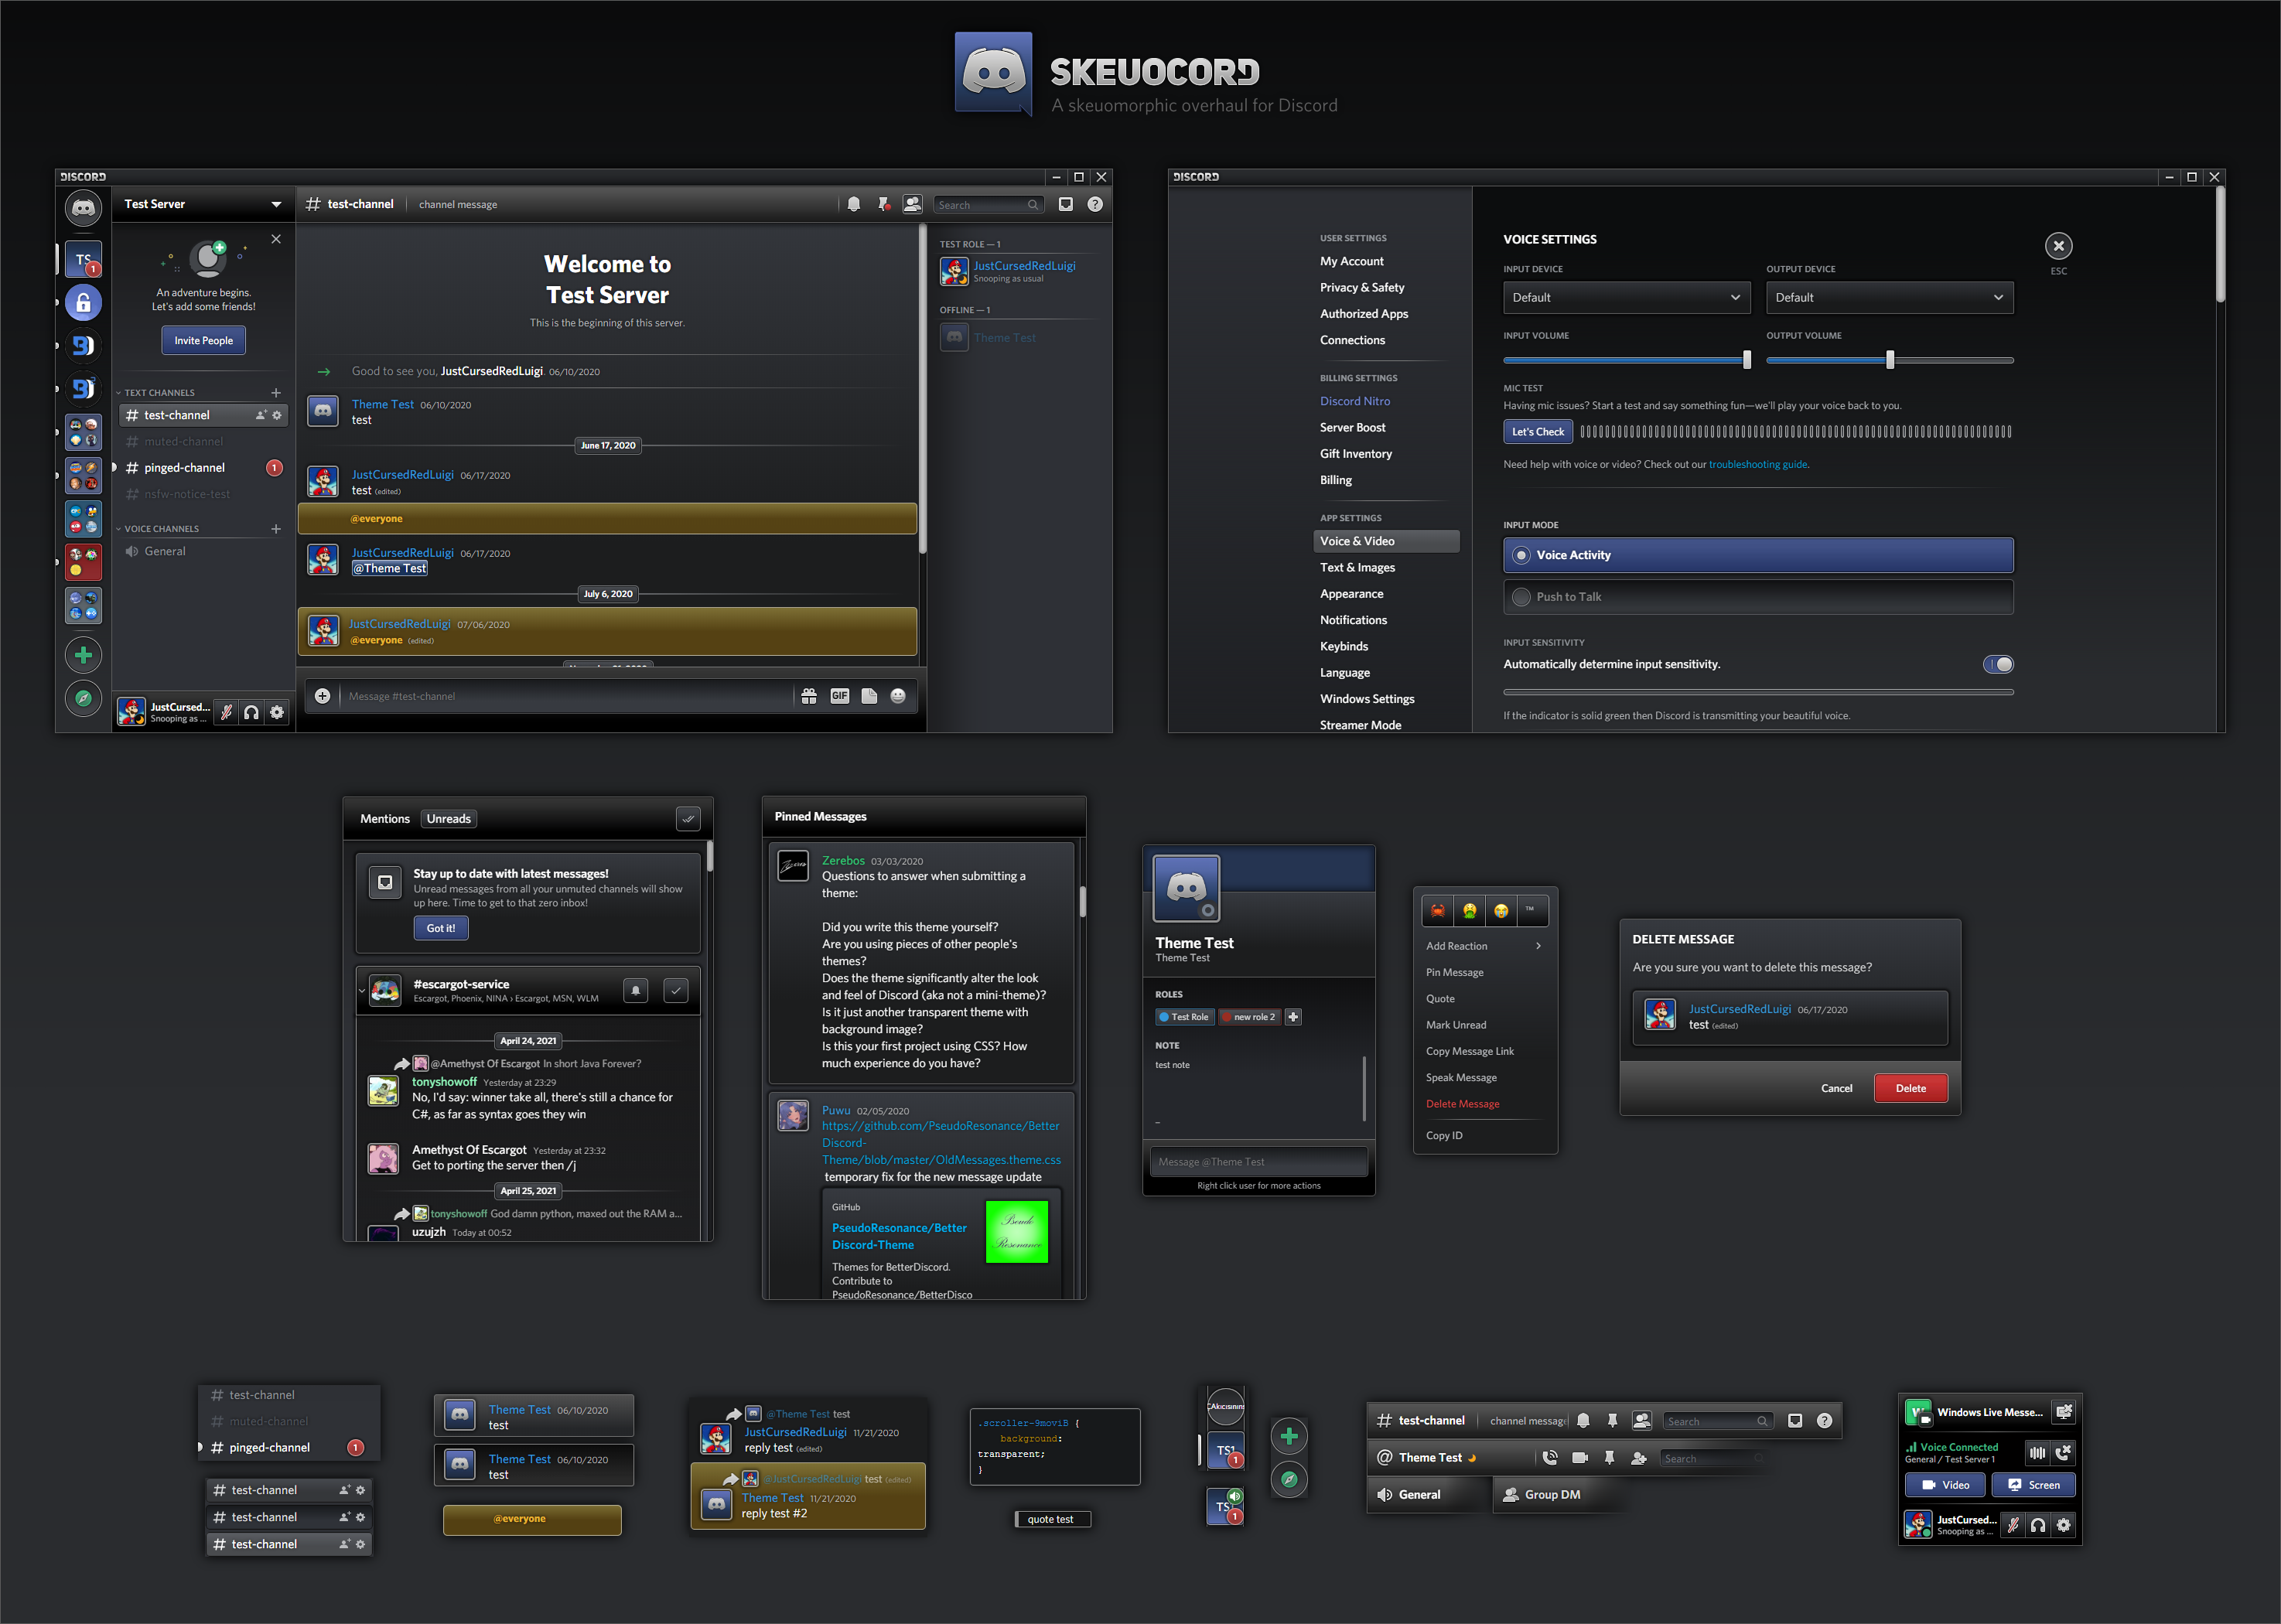 SKEUOCORD
A skeuomorphic overhaul for Discord
DISCORD
Test Server
# test-channel
channel message
Search
TS
1
An adventure begins.
Let's add some friends!
Invite People
TEXT CHANNELS
# test-channel
# muted-channel
# pinged-channel
1
# nsfw-notice-test
VOICE CHANNELS
General
JustCursed...
Snooping as ...
Welcome to
Test Server
This is the beginning of this server.
Good to see you, JustCursedRedLuigi. 06/10/2020
Theme Test 06/10/2020
test
June 17, 2020
JustCursedRedLuigi 06/17/2020
test (edited)
@everyone
JustCursedRedLuigi 06/17/2020
@Theme Test
July 6, 2020
JustCursedRedLuigi 07/06/2020
@everyone (edited)
Message #test-channel
GIF
TEST ROLE — 1
JustCursedRedLuigi
Snooping as usual
OFFLINE — 1
Theme Test
DISCORD
USER SETTINGS
My Account
Privacy & Safety
Authorized Apps
Connections
BILLING SETTINGS
Discord Nitro
Server Boost
Gift Inventory
Billing
APP SETTINGS
Voice & Video
Text & Images
Appearance
Notifications
Keybinds
Language
Windows Settings
Streamer Mode
VOICE SETTINGS
ESC
INPUT DEVICE
OUTPUT DEVICE
Default
Default
INPUT VOLUME
OUTPUT VOLUME
MIC TEST
Having mic issues? Start a test and say something fun—we'll play your voice back to you.
Let's Check
Need help with voice or video? Check out our troubleshooting guide.
INPUT MODE
Voice Activity
Push to Talk
INPUT SENSITIVITY
Automatically determine input sensitivity.
If the indicator is solid green then Discord is transmitting your beautiful voice.
Mentions
Unreads
Stay up to date with latest messages!
Unread messages from all your unmuted channels will show
up here. Time to get to that zero inbox!
Got it!
#escargot-service
Escargot, Phoenix, NINA › Escargot, MSN, WLM
April 24, 2021
@Amethyst Of Escargot In short Java Forever?
tonyshowoff Yesterday at 23:29
No, I'd say: winner take all, there's still a chance for
C#, as far as syntax goes they win
Amethyst Of Escargot Yesterday at 23:32
Get to porting the server then /j
April 25, 2021
tonyshowoff God damn python, maxed out the RAM a...
uzujzh Today at 00:52
Pinned Messages
Zerebos 03/03/2020
Questions to answer when submitting a
theme:
Did you write this theme yourself?
Are you using pieces of other people's
themes?
Does the theme significantly alter the look
and feel of Discord (aka not a mini-theme)?
Is it just another transparent theme with
background image?
Is this your first project using CSS? How
much experience do you have?
Puwu 02/05/2020
https://github.com/PseudoResonance/Better
Discord-
Theme/blob/master/OldMessages.theme.css
temporary fix for the new message update
GitHub
PseudoResonance/Better
Discord-Theme
Themes for BetterDiscord.
Contribute to
PseudoResonance/BetterDisco
Theme Test
Theme Test
ROLES
Test Role
new role 2
NOTE
test note
Message @Theme Test
Right click user for more actions
TM
Add Reaction
Pin Message
Quote
Mark Unread
Copy Message Link
Speak Message
Delete Message
Copy ID
DELETE MESSAGE
Are you sure you want to delete this message?
JustCursedRedLuigi 06/17/2020
test (edited)
Cancel
Delete
# test-channel
# muted-channel
# pinged-channel
1
# test-channel
# test-channel
# test-channel
Theme Test 06/10/2020
test
Theme Test 06/10/2020
test
@everyone
@Theme Test test
JustCursedRedLuigi 11/21/2020
reply test (edited)
@JustCursedRedLuigi test (edited)
Theme Test 11/21/2020
reply test #2
.scroller-9moviB {
background:
transparent;
}
quote test
TS1
1
1
# test-channel
channel message
Search
@ Theme Test
Search
General
Group DM
Windows Live Messe...
Voice Connected
General / Test Server 1
Video
Screen
JustCursed...
Snooping as ...